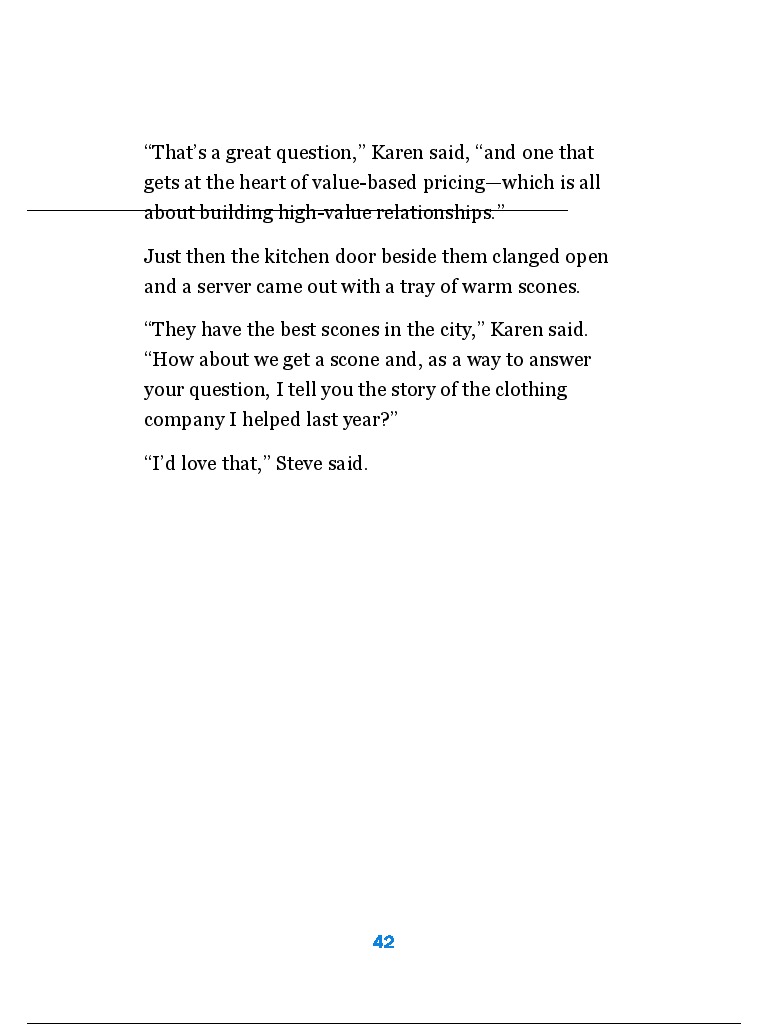 “That’s a great question,” Karen said, “and one that
gets at the heart of value-based pricing—which is all
about building high-value relationships.”
Just then the kitchen door beside them clanged open
and a server came out with a tray of warm scones.
“They have the best scones in the city,” Karen said.
“How about we get a scone and, as a way to answer
your question, I tell you the story of the clothing
company I helped last year?”
“I’d love that,” Steve said.
42